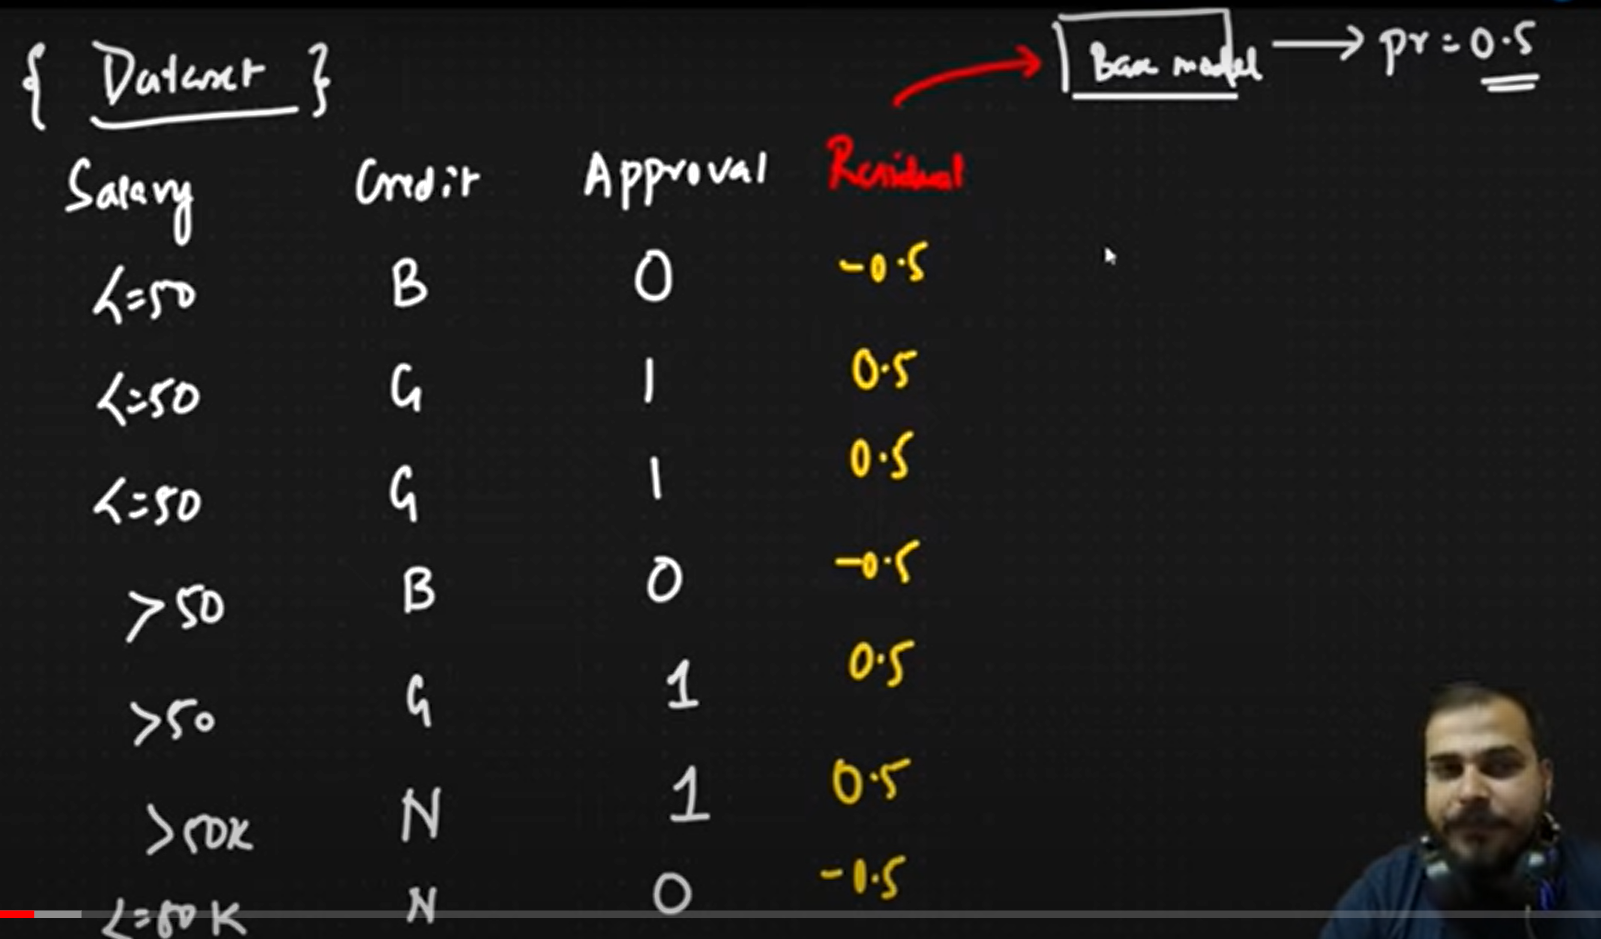 { Dataset } Base model → pr = 0.5
Salary Credit Approval Residual
<=50 B 0 -0.5
<=50 G 1 0.5
<=50 G 1 0.5
>50 B 0 -0.5
>50 G 1 0.5
>50K N 1 0.5
<=50K N 0 -0.5